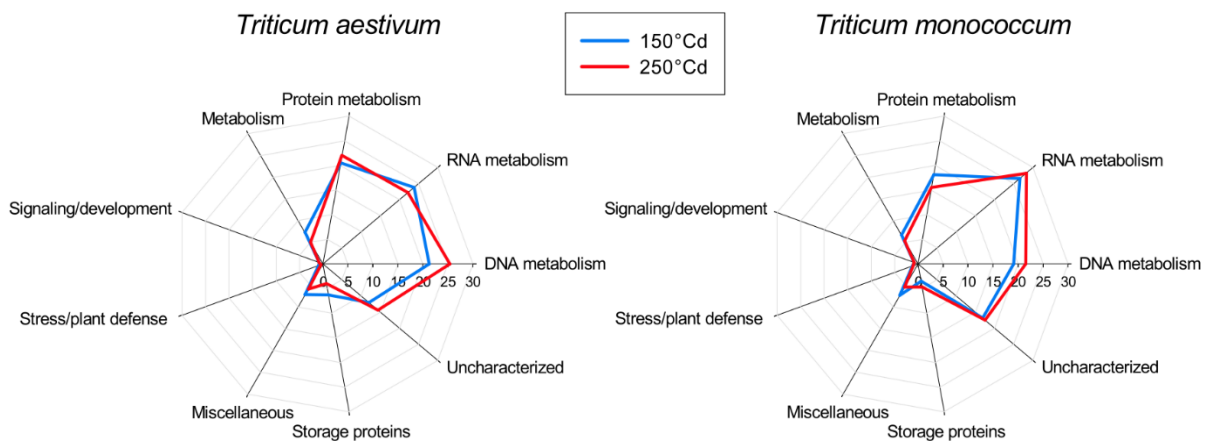 Triticum aestivum
150°Cd
250°Cd
Triticum monococcum
Protein metabolism
Metabolism
RNA metabolism
Signaling/development
DNA metabolism
0 5 10 15 20 25 30
Stress/plant defense
Uncharacterized
Miscellaneous
Storage proteins
Protein metabolism
Metabolism
RNA metabolism
Signaling/development
DNA metabolism
0 5 10 15 20 25 30
Stress/plant defense
Uncharacterized
Miscellaneous
Storage proteins